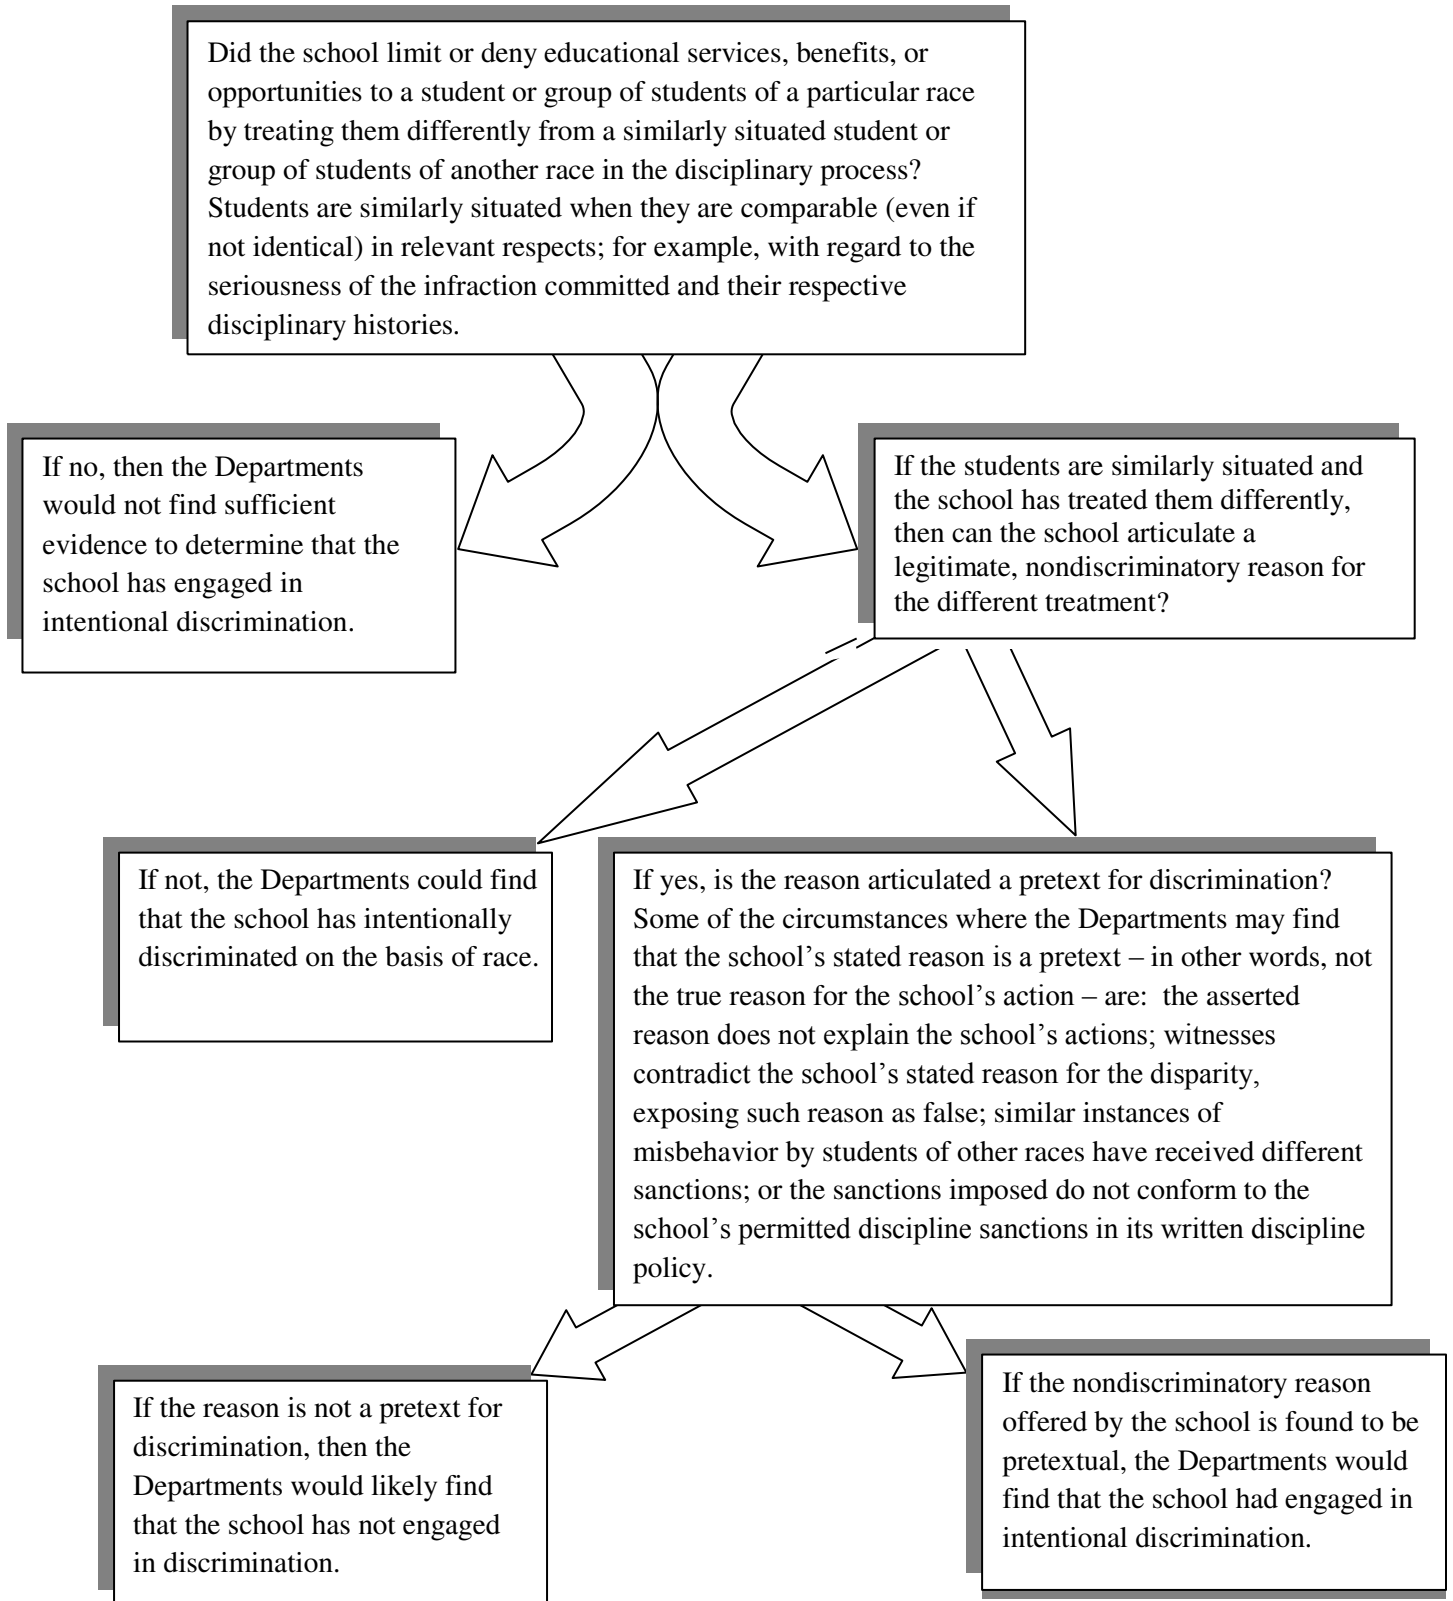 Did the school limit or deny educational services, benefits, or
opportunities to a student or group of students of a particular race
by treating them differently from a similarly situated student or
group of students of another race in the disciplinary process?
Students are similarly situated when they are comparable (even if
not identical) in relevant respects; for example, with regard to the
seriousness of the infraction committed and their respective
disciplinary histories.
If no, then the Departments
would not find sufficient
evidence to determine that the
school has engaged in
intentional discrimination.
If the students are similarly situated and
the school has treated them differently,
then can the school articulate a
legitimate, nondiscriminatory reason for
the different treatment?
If not, the Departments could find
that the school has intentionally
discriminated on the basis of race.
If yes, is the reason articulated a pretext for discrimination?
Some of the circumstances where the Departments may find
that the school’s stated reason is a pretext – in other words, not
the true reason for the school’s action – are:  the asserted
reason does not explain the school’s actions; witnesses
contradict the school’s stated reason for the disparity,
exposing such reason as false; similar instances of
misbehavior by students of other races have received different
sanctions; or the sanctions imposed do not conform to the
school’s permitted discipline sanctions in its written discipline
policy.
If the reason is not a pretext for
discrimination, then the
Departments would likely find
that the school has not engaged
in discrimination.
If the nondiscriminatory reason
offered by the school is found to be
pretextual, the Departments would
find that the school had engaged in
intentional discrimination.